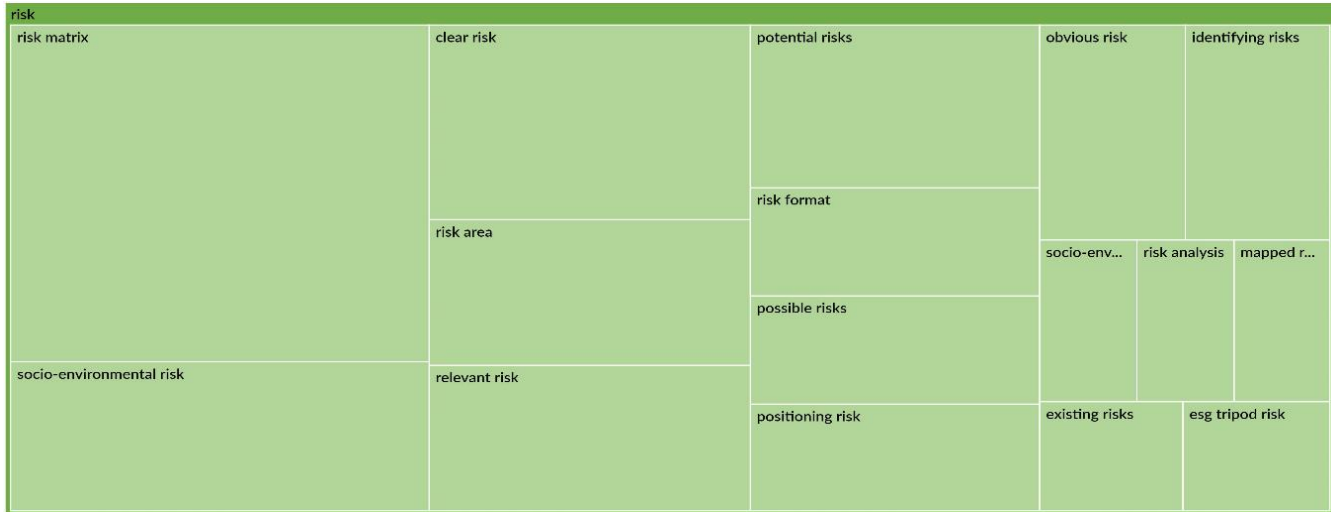 risk
risk matrix
clear risk
potential risks
obvious risk
identifying risks
risk format
risk area
socio-env...
risk analysis
mapped r...
possible risks
socio-environmental risk
relevant risk
positioning risk
existing risks
esg tripod risk